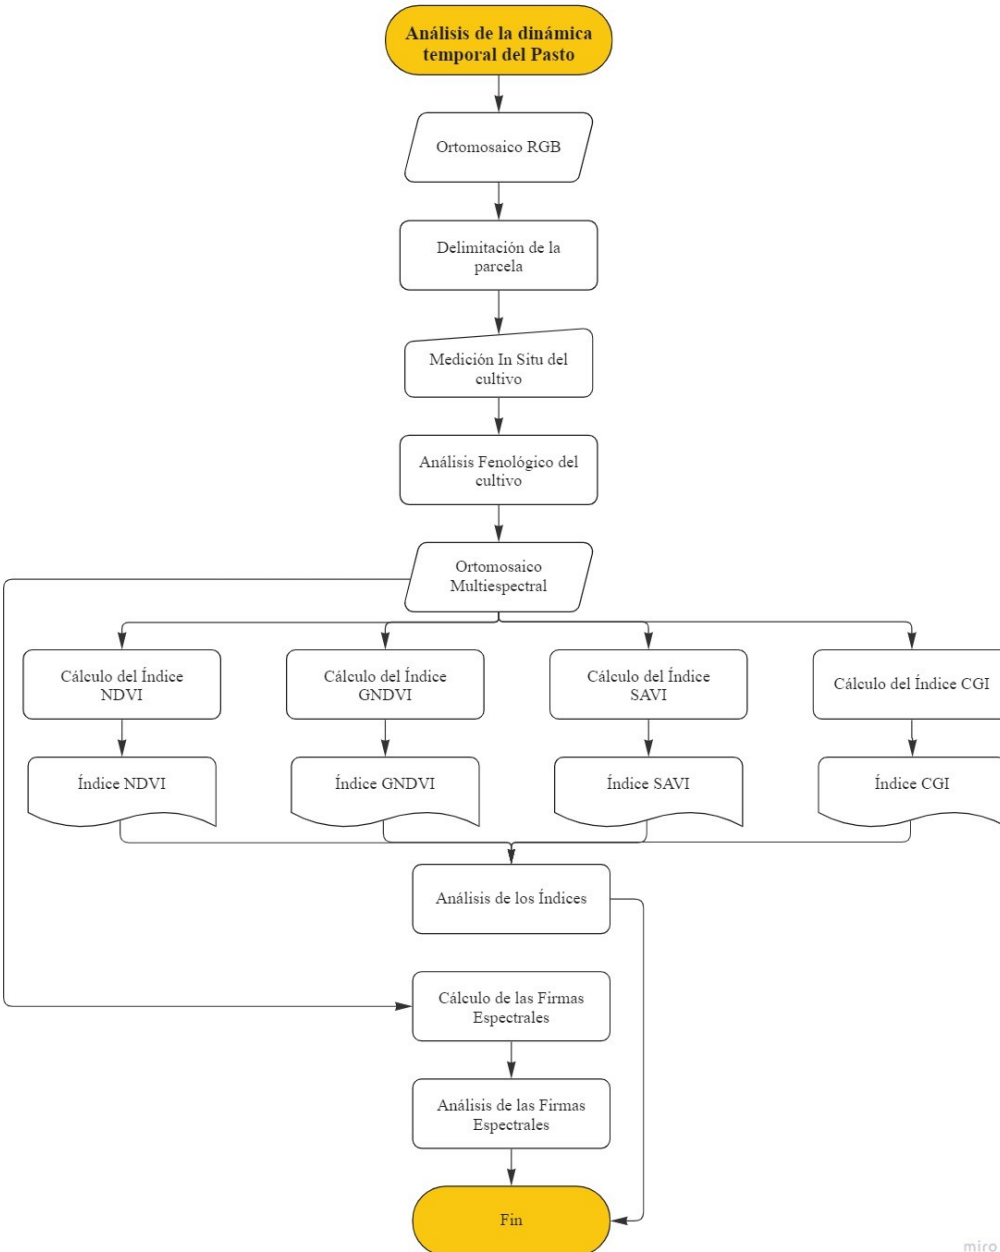 Análisis de la dinámica
temporal del Pasto
Ortomosaico RGB
Delimitación de la
parcela
Medición In Situ del
cultivo
Análisis Fenológico del
cultivo
Ortomosaico
Multiespectral
Cálculo del Índice
NDVI
Cálculo del Índice
GNDVI
Cálculo del Índice
SAVI
Cálculo del Índice CGI
Índice NDVI
Índice GNDVI
Índice SAVI
Índice CGI
Análisis de los Índices
Cálculo de las Firmas
Espectrales
Análisis de las Firmas
Espectrales
Fin
miro